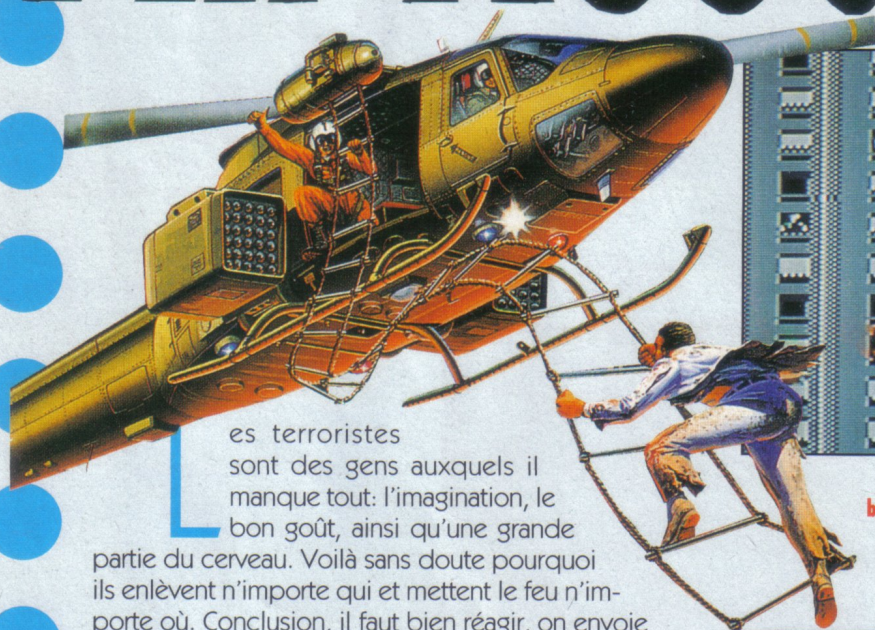 Les terroristes
sont des gens auxquels il
manque tout: l'imagination, le
bon goût, ainsi qu'une grande
partie du cerveau. Voilà sans doute pourquoi
ils enlèvent n'importe qui et mettent le feu n'im-
porte où. Conclusion, il faut bien réagir, on envoie